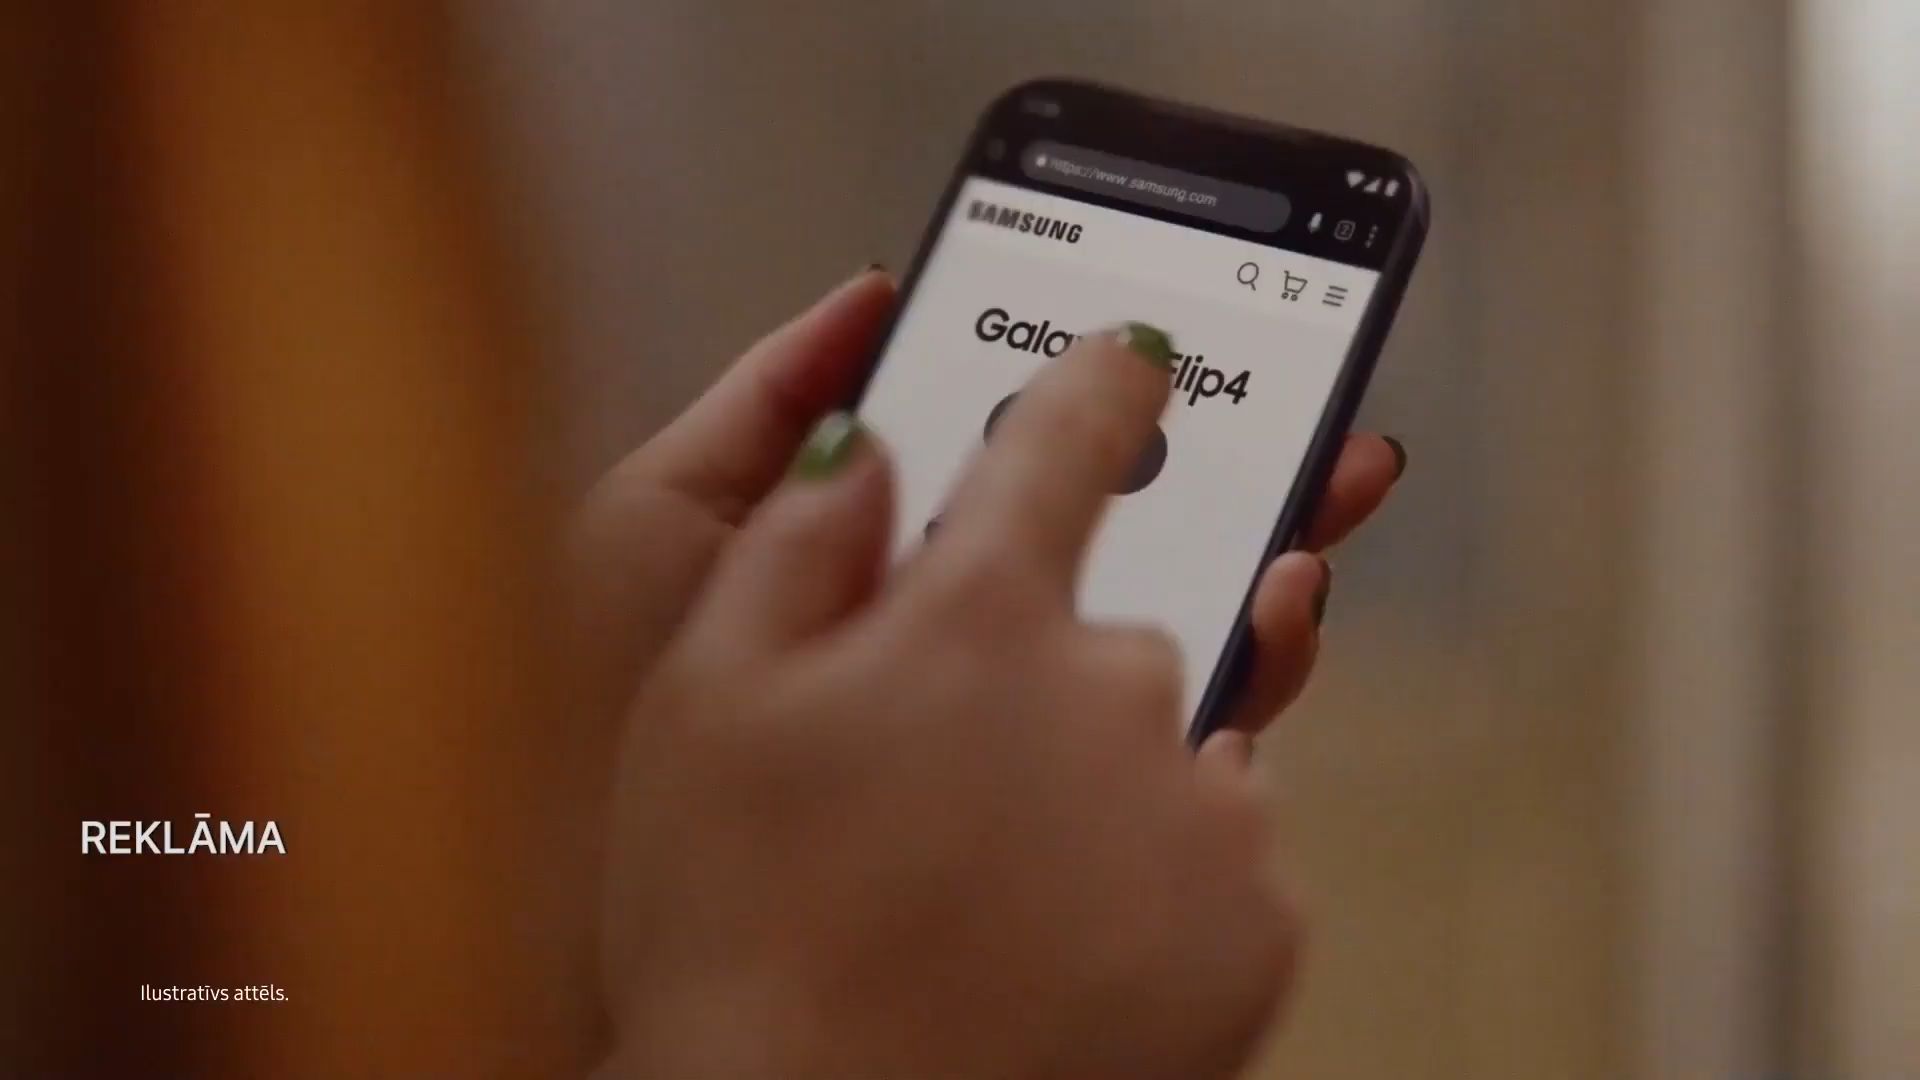 https://www.samsung.com
SAMSUNG
Flip4
REKLĀMA
Ilustratīvs attēls.